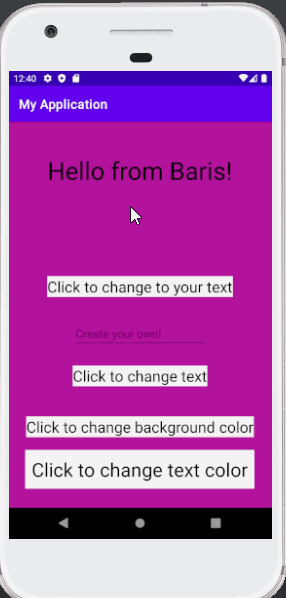 12:40
My Application
Hello from Baris!
Click to change to your text
Create your own!
Click to change text
Click to change background color
Click to change text color